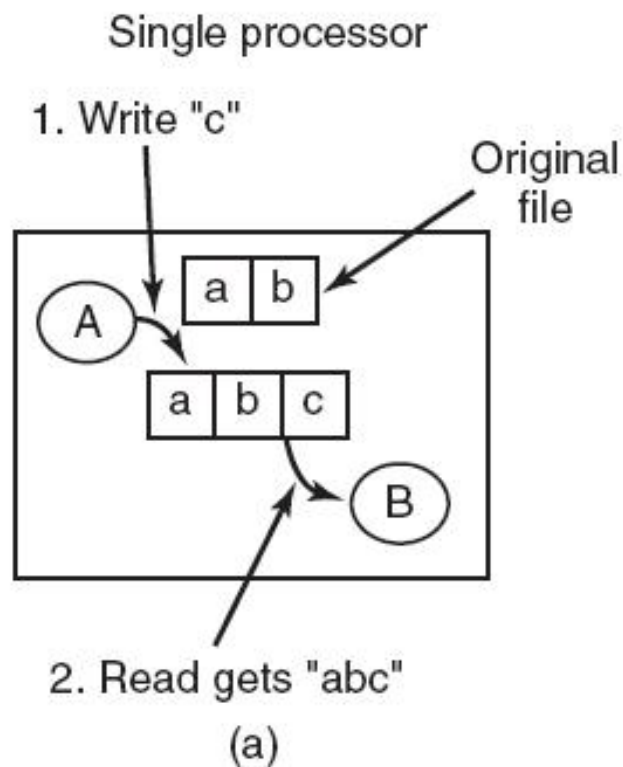 Single processor
1. Write "c"
Original
file
a b
A
a b c
B
2. Read gets "abc"
(a)